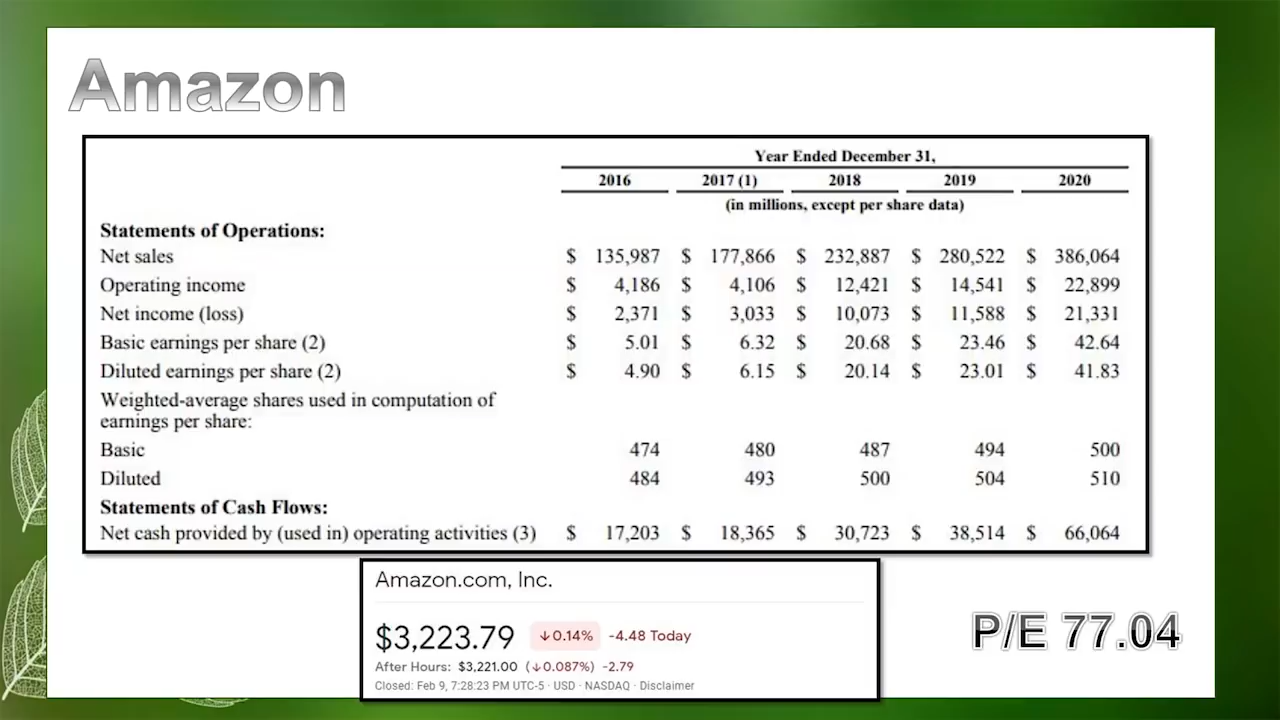 Amazon
Year Ended December 31,
2016 2017 (1) 2018 2019 2020
(in millions, except per share data)
Statements of Operations:
Net sales $ 135,987 $ 177,866 $ 232,887 $ 280,522 $ 386,064
Operating income $ 4,186 $ 4,106 $ 12,421 $ 14,541 $ 22,899
Net income (loss) $ 2,371 $ 3,033 $ 10,073 $ 11,588 $ 21,331
Basic earnings per share (2) $ 5.01 $ 6.32 $ 20.68 $ 23.46 $ 42.64
Diluted earnings per share (2) $ 4.90 $ 6.15 $ 20.14 $ 23.01 $ 41.83
Weighted-average shares used in computation of
earnings per share:
Basic 474 480 487 494 500
Diluted 484 493 500 504 510
Statements of Cash Flows:
Net cash provided by (used in) operating activities (3) $ 17,203 $ 18,365 $ 30,723 $ 38,514 $ 66,064
Amazon.com, Inc.
$3,223.79 ↓0.14% -4.48 Today
After Hours: $3,221.00 (↓0.087%) -2.79
Closed: Feb 9, 7:28:23 PM UTC-5 · USD · NASDAQ · Disclaimer
P/E 77.04